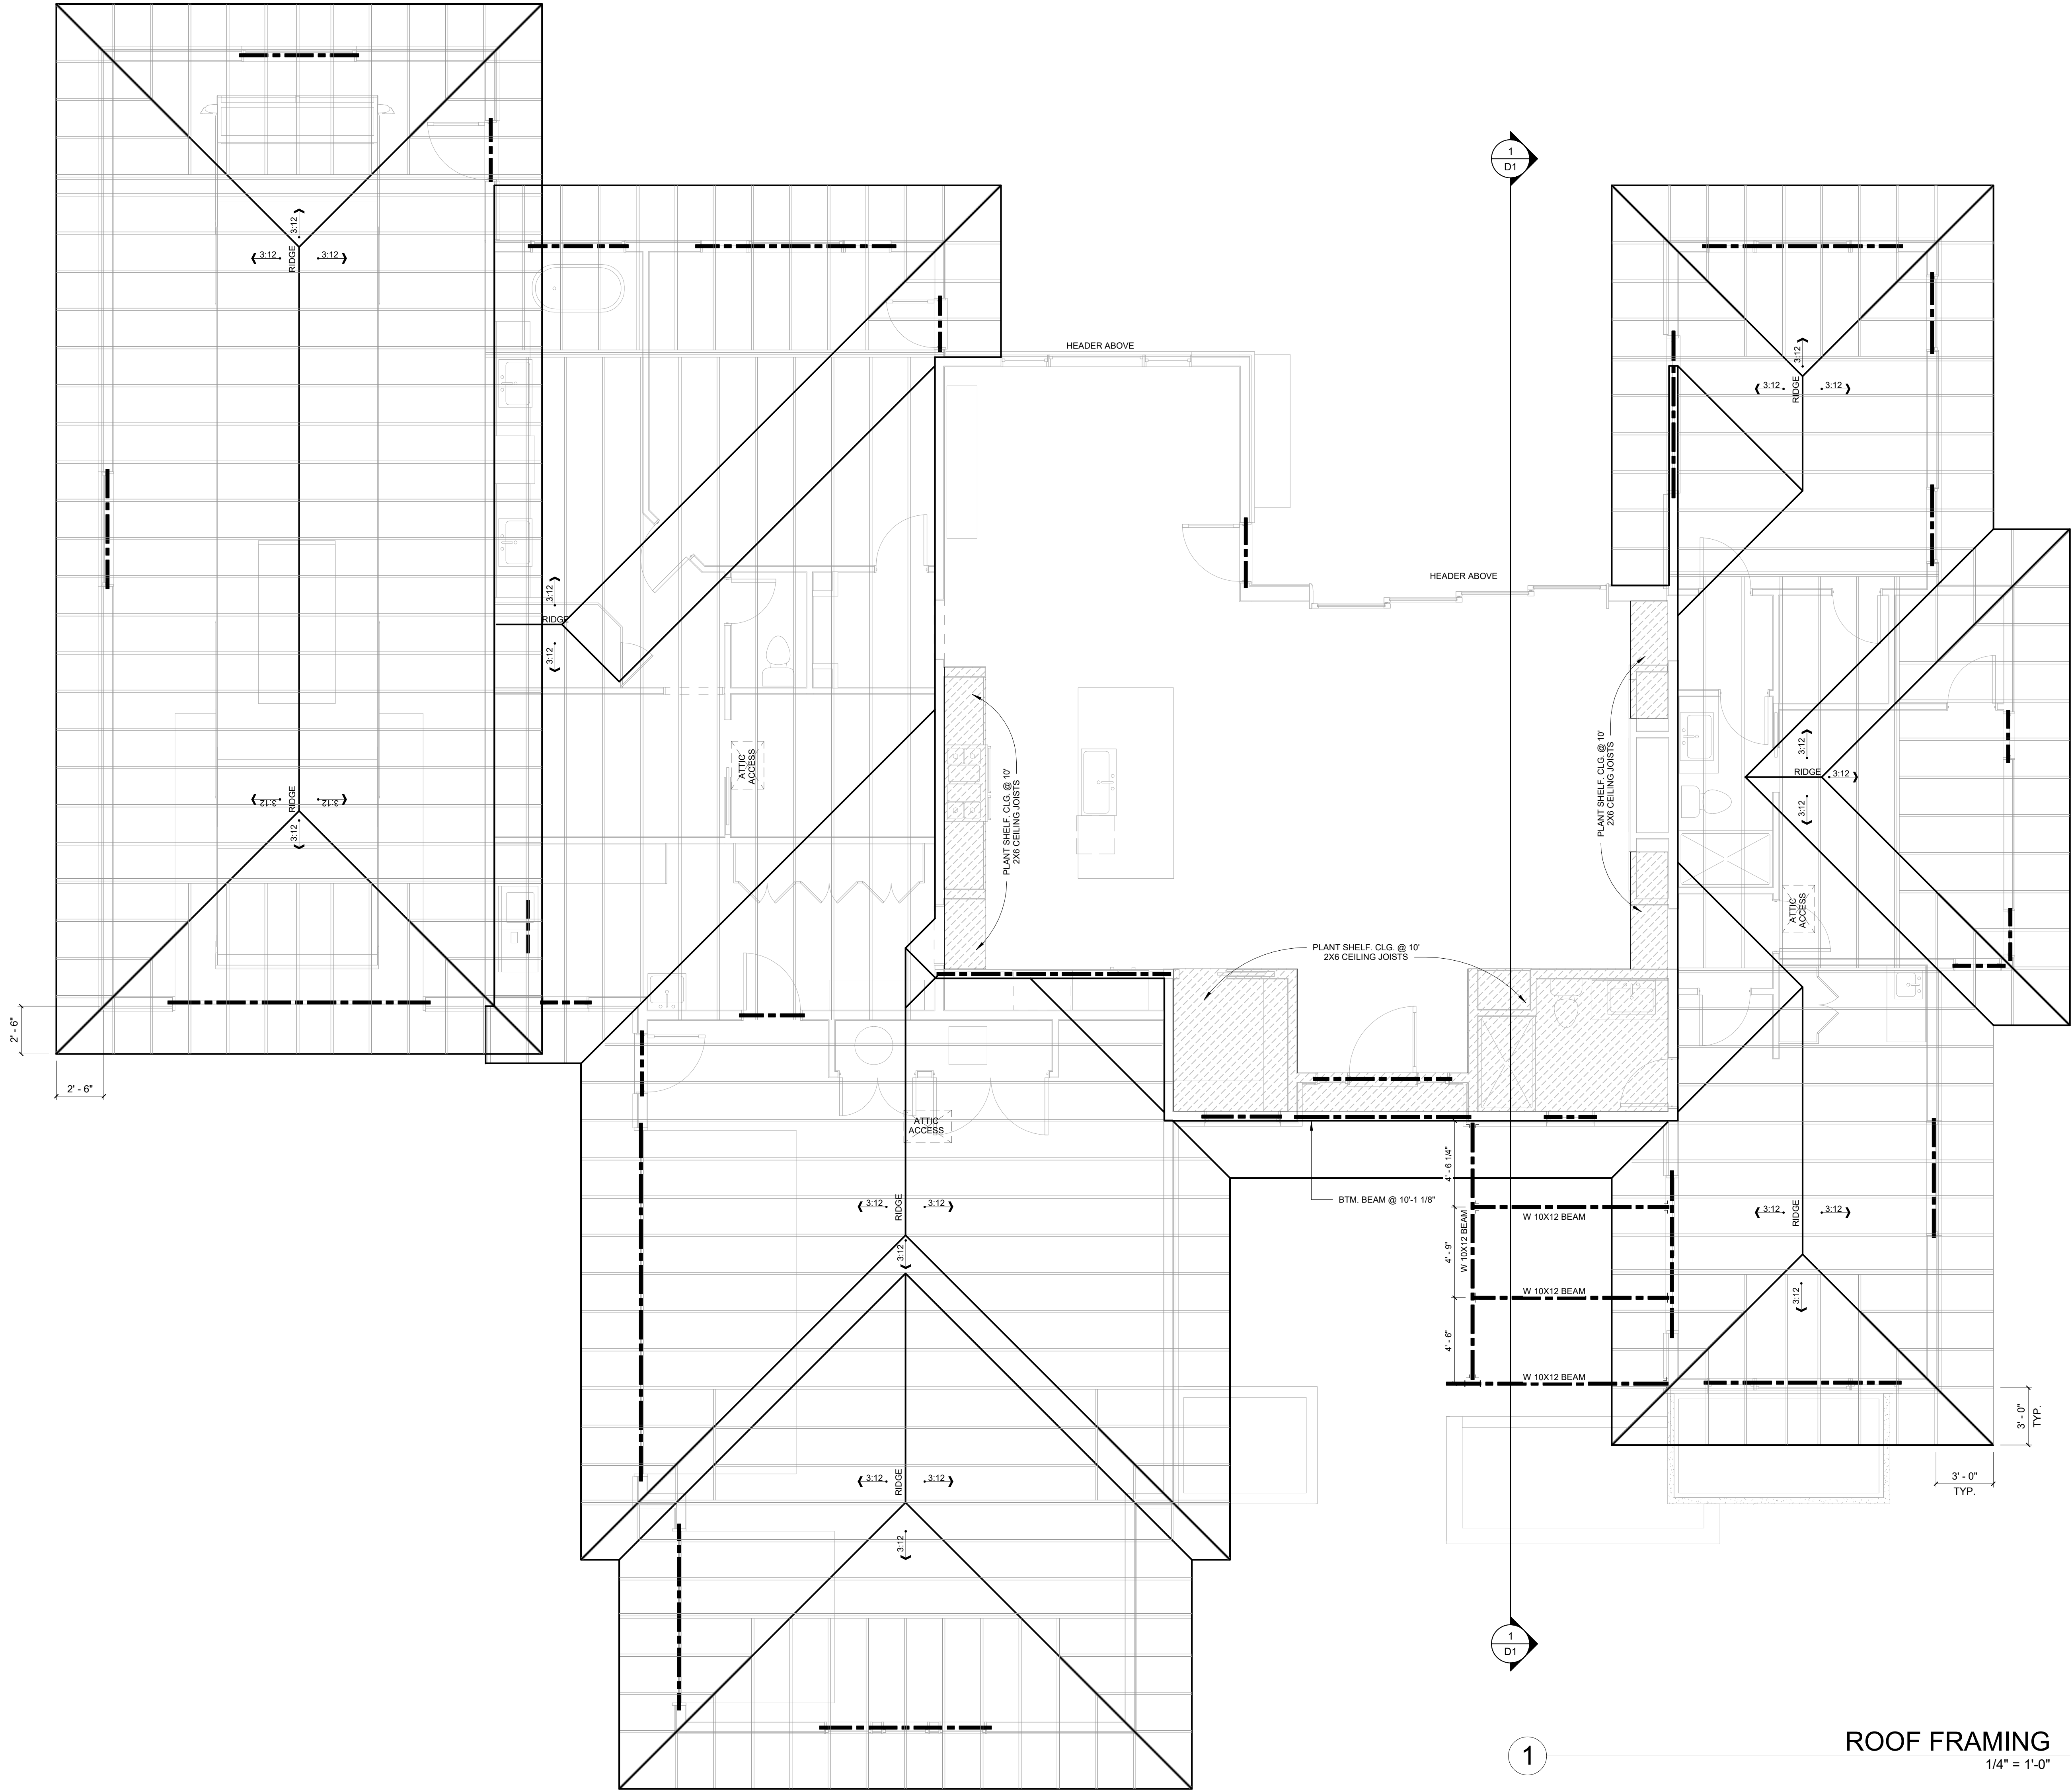 1
D1
3:12
3:12
RIDGE
3:12
HEADER ABOVE
3:12
3:12
RIDGE
3:12
HEADER ABOVE
3:12
RIDGE
3:12
ATTIC
ACCESS
PLANT SHELF. CLG. @ 10'
2X6 CEILING JOISTS
PLANT SHELF. CLG. @ 10'
2X6 CEILING JOISTS
3:12
RIDGE
3:12
3:12
RIDGE
3:12
3:12
3:12
ATTIC
ACCESS
PLANT SHELF. CLG. @ 10'
2X6 CEILING JOISTS
2' - 6"
2' - 6"
ATTIC
ACCESS
4' - 6 1/4"
BTM. BEAM @ 10'-1 1/8"
3:12
RIDGE
3:12
3:12
W 10X12 BEAM
W 10X12 BEAM
4' - 9"
W 10X12 BEAM
4' - 6"
W 10X12 BEAM
3:12
RIDGE
3:12
3:12
3' - 0"
TYP.
3' - 0"
TYP.
3:12
RIDGE
3:12
3:12
1
D1
1
ROOF FRAMING
1/4" = 1'-0"